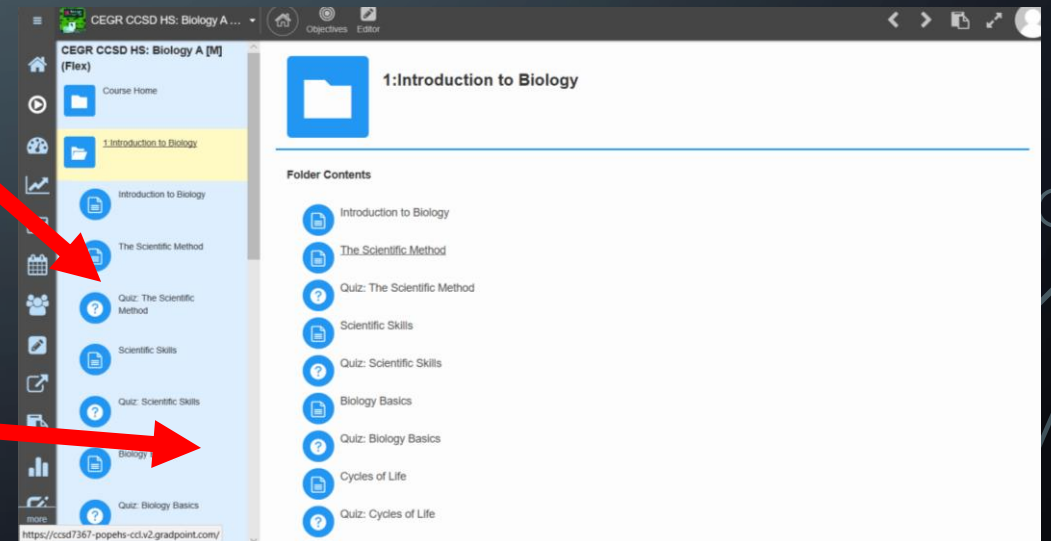 CEGR CCSD HS: Biology A ...
Objectives Editor
CEGR CCSD HS: Biology A [M]
(Flex)
Course Home
1:Introduction to Biology
Introduction to Biology
The Scientific Method
Quiz: The Scientific
Method
Scientific Skills
Quiz: Scientific Skills
Biology
Quiz: Biology Basics
more
https://ccsd7367-popehs-ccl.v2.gradpoint.com/
1:Introduction to Biology
Folder Contents
Introduction to Biology
The Scientific Method
Quiz: The Scientific Method
Scientific Skills
Quiz: Scientific Skills
Biology Basics
Quiz: Biology Basics
Cycles of Life
Quiz: Cycles of Life